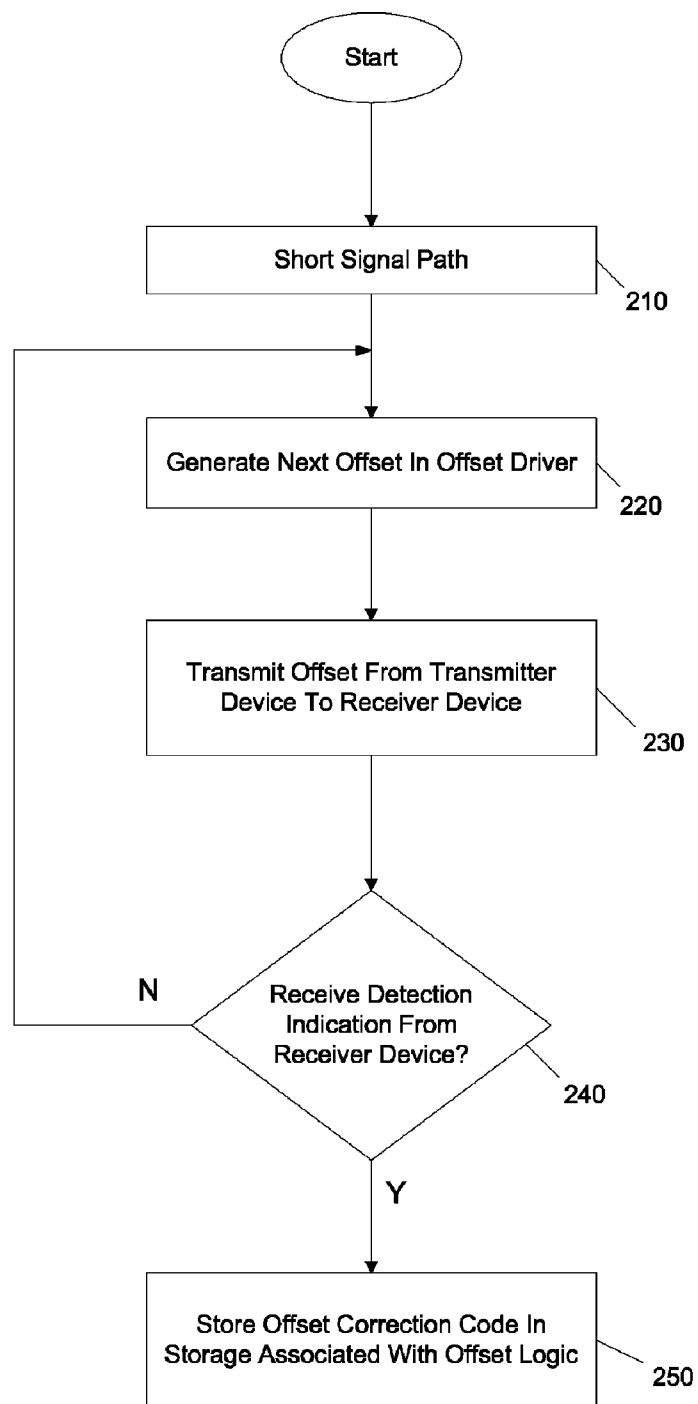 Start
Short Signal Path
210
Generate Next Offset In Offset Driver
220
Transmit Offset From Transmitter
Device To Receiver Device
230
N
Receive Detection
Indication From
Receiver Device?
240
Y
Store Offset Correction Code In
Storage Associated With Offset Logic
250